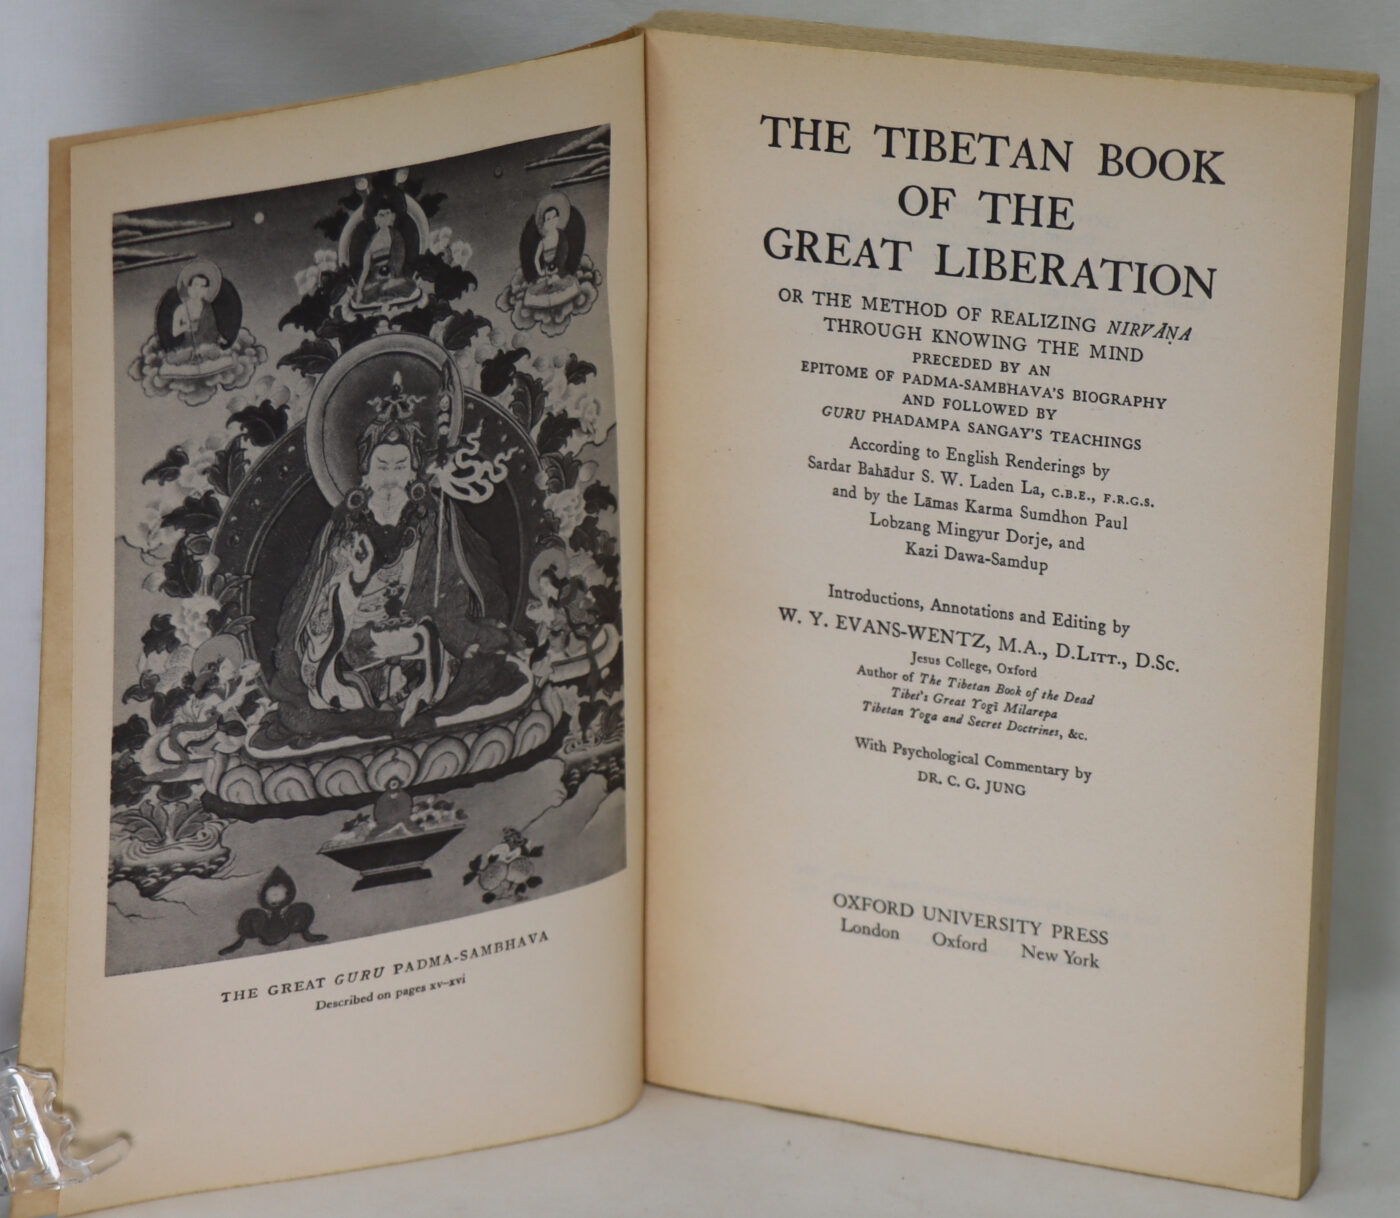 THE GREAT GURU PADMA-SAMBHAVA
Described on pages xv–xvi
THE TIBETAN BOOK
OF THE
GREAT LIBERATION
OR THE METHOD OF REALIZING NIRVĀṆA
THROUGH KNOWING THE MIND
PRECEDED BY AN
EPITOME OF PADMA-SAMBHAVA'S BIOGRAPHY
AND FOLLOWED BY
GURU PHADAMPA SANGAY'S TEACHINGS
According to English Renderings by
Sardar Bahādur S. W. Laden La, C.B.E., F.R.G.S.
and by the Lāmas Karma Sumdhon Paul
Lobzang Mingyur Dorje, and
Kazi Dawa-Samdup
Introductions, Annotations and Editing by
W. Y. EVANS-WENTZ, M.A., D.LITT., D.Sc.
Jesus College, Oxford
Author of The Tibetan Book of the Dead
Tibet's Great Yogī Milarepa
Tibetan Yoga and Secret Doctrines, &c.
With Psychological Commentary by
DR. C. G. JUNG
OXFORD UNIVERSITY PRESS
London Oxford New York